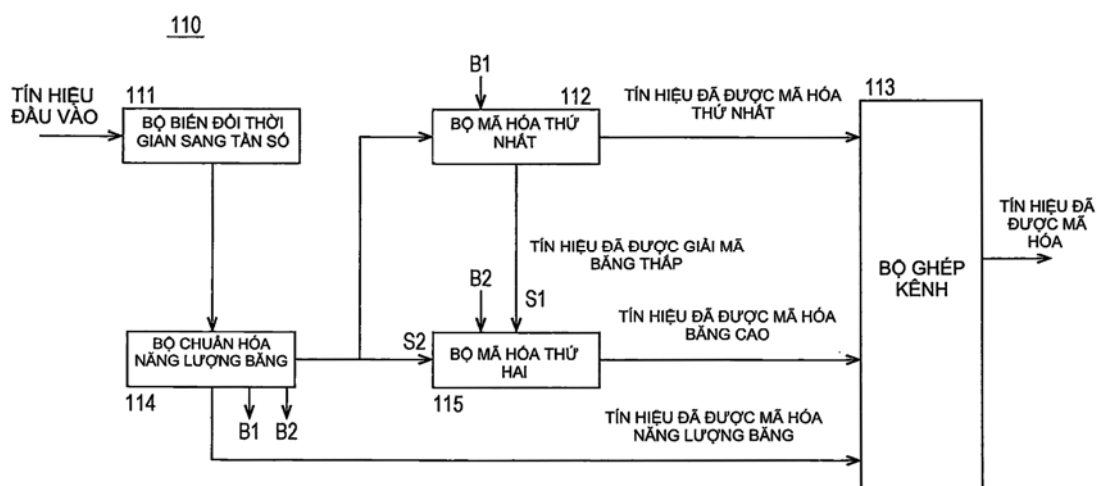 110
TÍN HIỆU
ĐẦU VÀO
111
BỘ BIẾN ĐỔI THỜI
GIAN SANG TẦN SỐ
B1
112
BỘ MÃ HÓA THỨ
NHẤT
TÍN HIỆU ĐÃ ĐƯỢC MÃ HÓA
THỨ NHẤT
113
BỘ GHÉP
KÊNH
TÍN HIỆU ĐÃ
ĐƯỢC MÃ
HÓA
TÍN HIỆU ĐÃ ĐƯỢC GIẢI MÃ
BĂNG THẤP
B2
S1
BỘ CHUẨN HÓA
NĂNG LƯỢNG BĂNG
114
B1
B2
S2
BỘ MÃ HÓA THỨ
HAI
115
TÍN HIỆU ĐÃ ĐƯỢC MÃ HÓA
BĂNG CAO
TÍN HIỆU ĐÃ ĐƯỢC MÃ HÓA
NĂNG LƯỢNG BĂNG